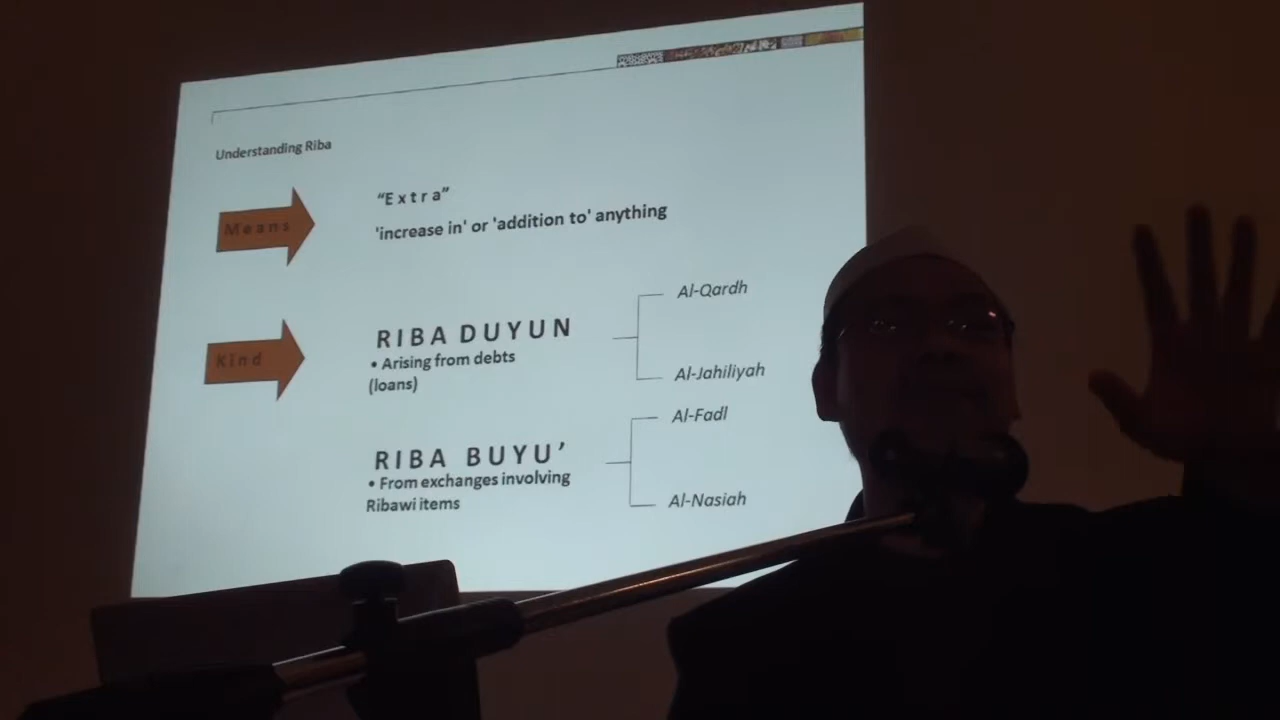 Understanding Riba
Means
"Extra"
'increase in' or 'addition to' anything
Kind
RIBA DUYUN
• Arising from debts
(loans)
Al-Qardh
Al-Jahiliyah
RIBA BUYU’
• From exchanges involving
Ribawi items
Al-Fadl
Al-Nasiah